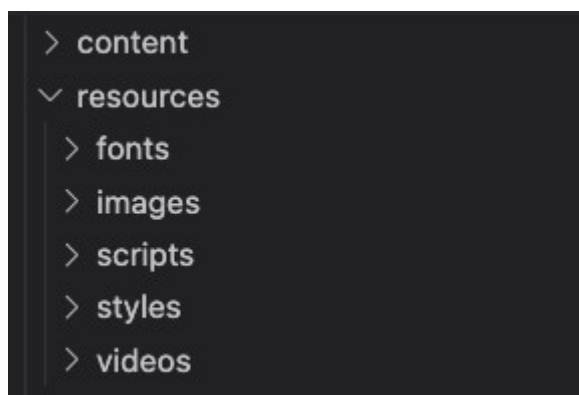 content
resources
fonts
images
scripts
styles
videos